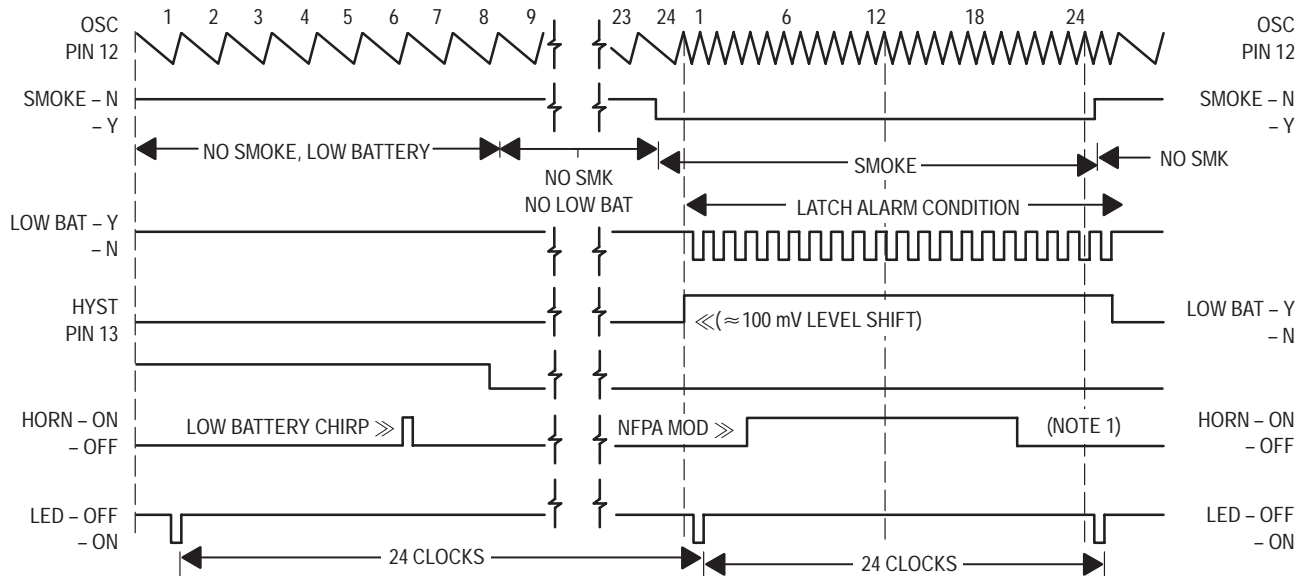 1 2 3 4 5 6 7 8 9 23 24 1 6 12 18 24
OSC
PIN 12
OSC
PIN 12
SMOKE – N
– Y
SMOKE – N
– Y
NO SMOKE, LOW BATTERY
NO SMK
NO LOW BAT
SMOKE
NO SMK
LATCH ALARM CONDITION
LOW BAT – Y
– N
HYST
PIN 13
≪(≈100 mV LEVEL SHIFT)
LOW BAT – Y
– N
HORN – ON
– OFF
LOW BATTERY CHIRP ≫
NFPA MOD ≫
(NOTE 1)
HORN – ON
– OFF
LED – OFF
– ON
24 CLOCKS
24 CLOCKS
LED – OFF
– ON